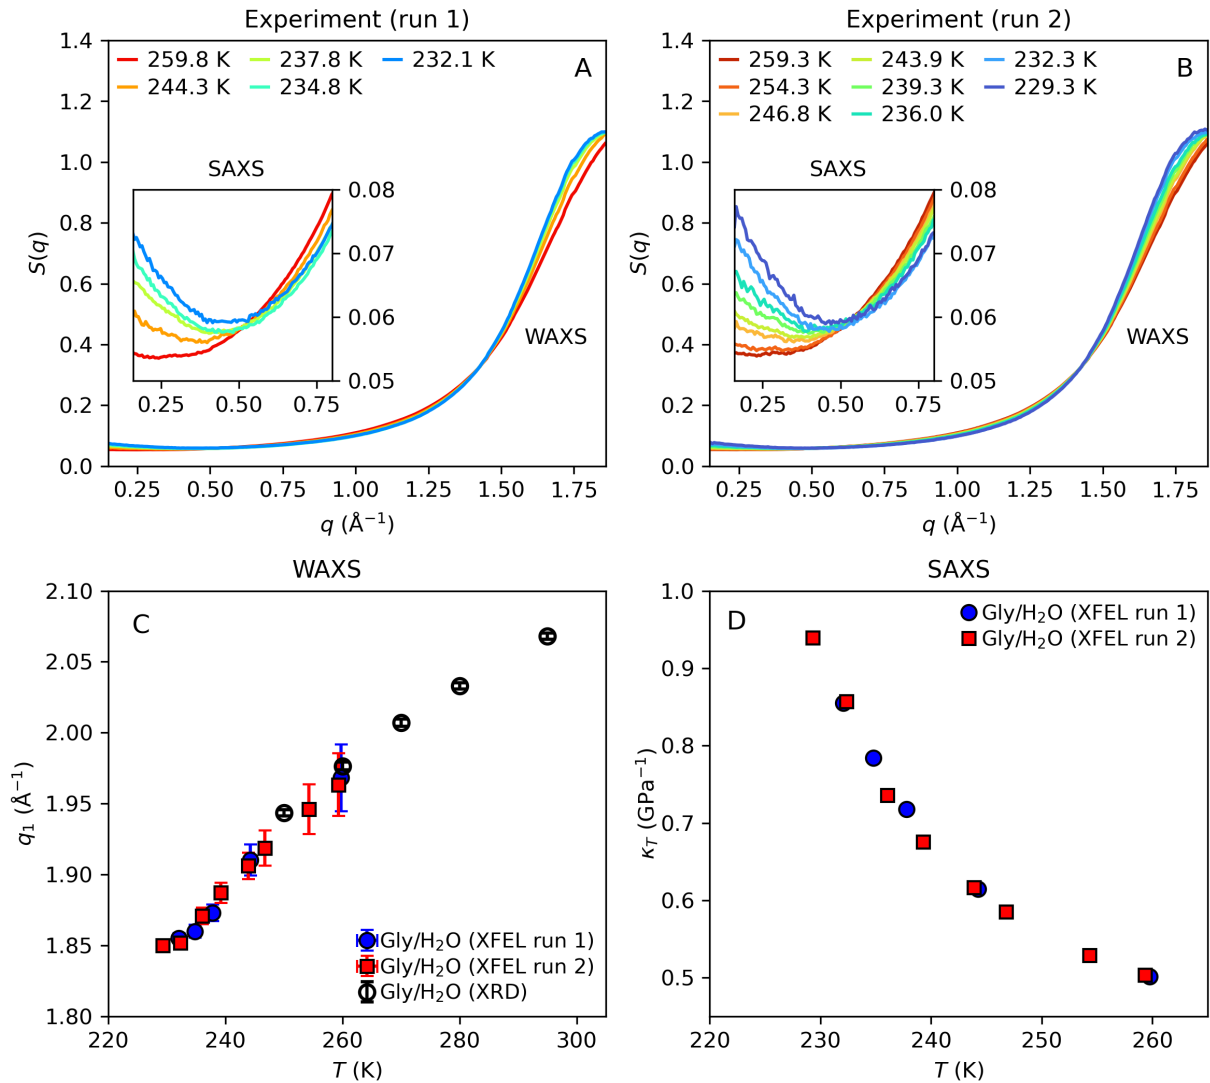 Experiment (run 1)
259.8 K 237.8 K 232.1 K
244.3 K 234.8 K
A
SAXS
WAXS
0.08
0.07
0.06
0.05
0.25 0.50 0.75
1.4
1.2
1.0
0.8
0.6
0.4
0.2
0.0
S(q)
0.25 0.50 0.75 1.00 1.25 1.50 1.75
q (Å⁻¹)
Experiment (run 2)
259.3 K 243.9 K 232.3 K
254.3 K 239.3 K 229.3 K
246.8 K 236.0 K
B
SAXS
WAXS
0.08
0.07
0.06
0.05
0.25 0.50 0.75
1.4
1.2
1.0
0.8
0.6
0.4
0.2
0.0
S(q)
0.25 0.50 0.75 1.00 1.25 1.50 1.75
q (Å⁻¹)
WAXS
C
2.10
2.05
2.00
1.95
1.90
1.85
1.80
q₁ (Å⁻¹)
Gly/H₂O (XFEL run 1)
Gly/H₂O (XFEL run 2)
Gly/H₂O (XRD)
220 240 260 280 300
T (K)
SAXS
D
Gly/H₂O (XFEL run 1)
Gly/H₂O (XFEL run 2)
1.0
0.9
0.8
0.7
0.6
0.5
κ_T (GPa⁻¹)
220 230 240 250 260
T (K)